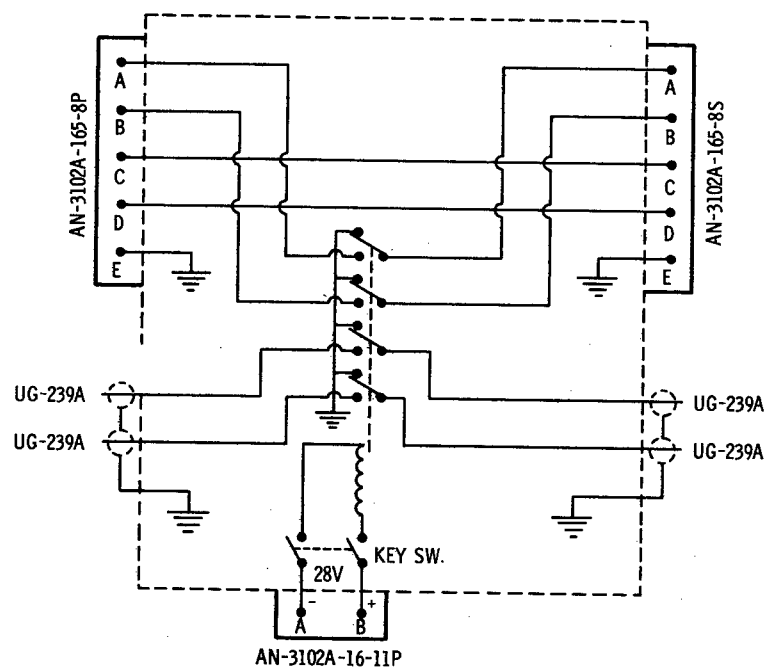 AN-3102A-165-8P
A
B
C
D
E
AN-3102A-165-8S
A
B
C
D
E
UG-239A
UG-239A
UG-239A
UG-239A
KEY SW.
28V
- +
A B
AN-3102A-16-11P